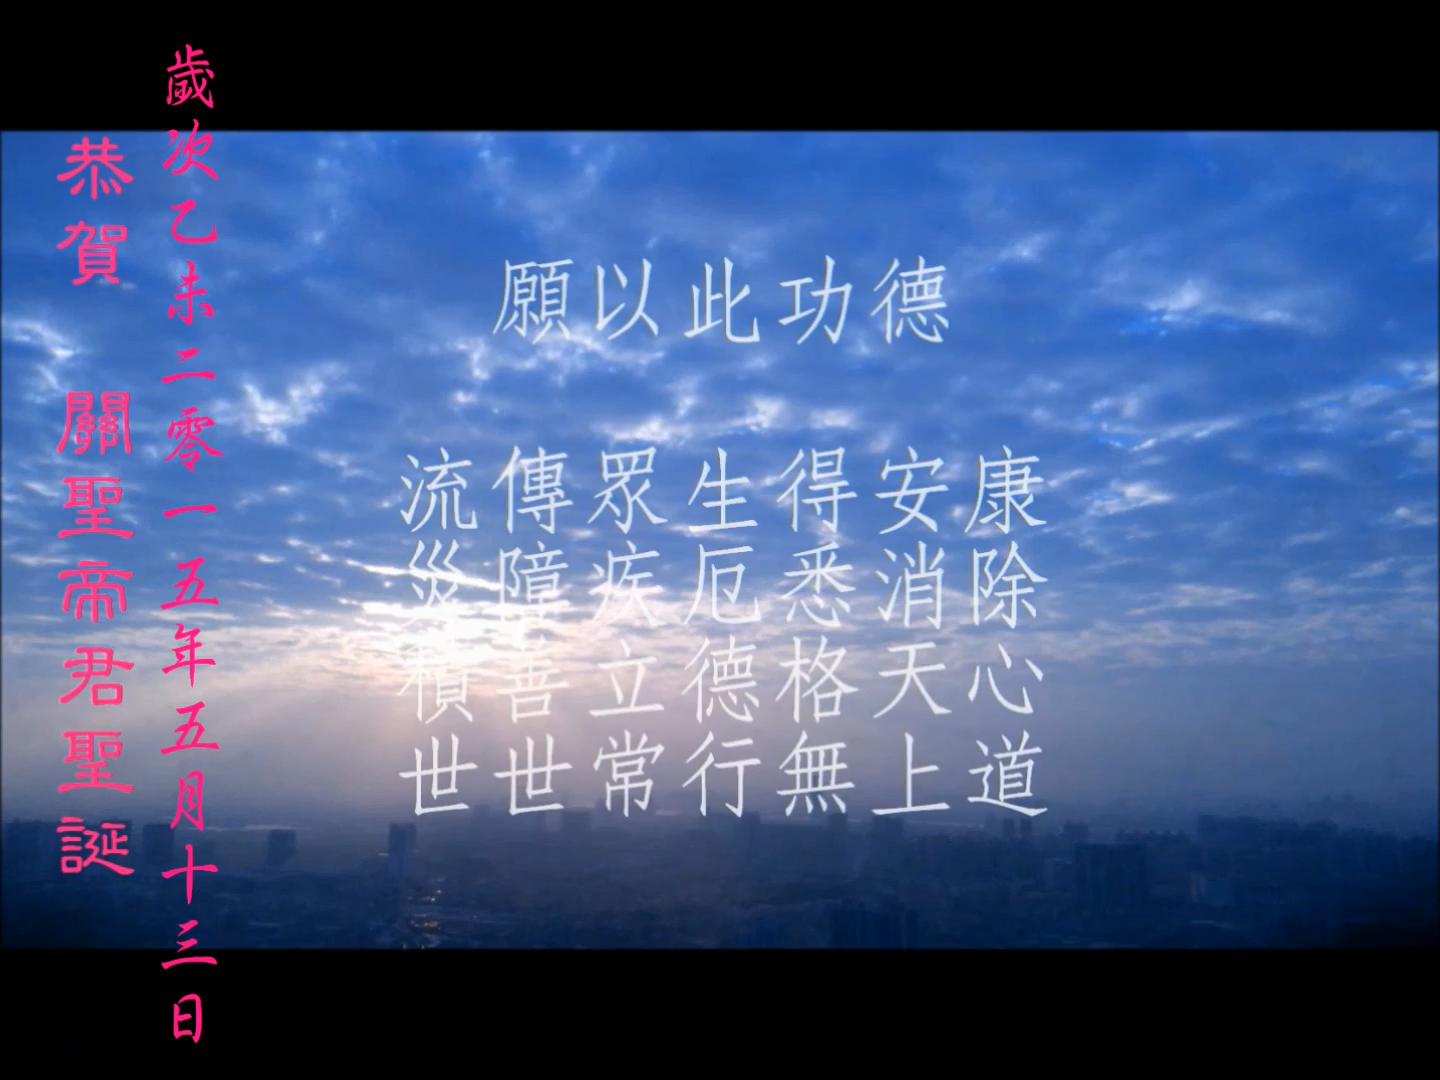 歲次乙未二零一五年五月十三日
恭賀 關聖帝君聖誕
願以此功德
流傳眾生得安康
災障疾厄悉消除
積善立德格天心
世世常行無上道